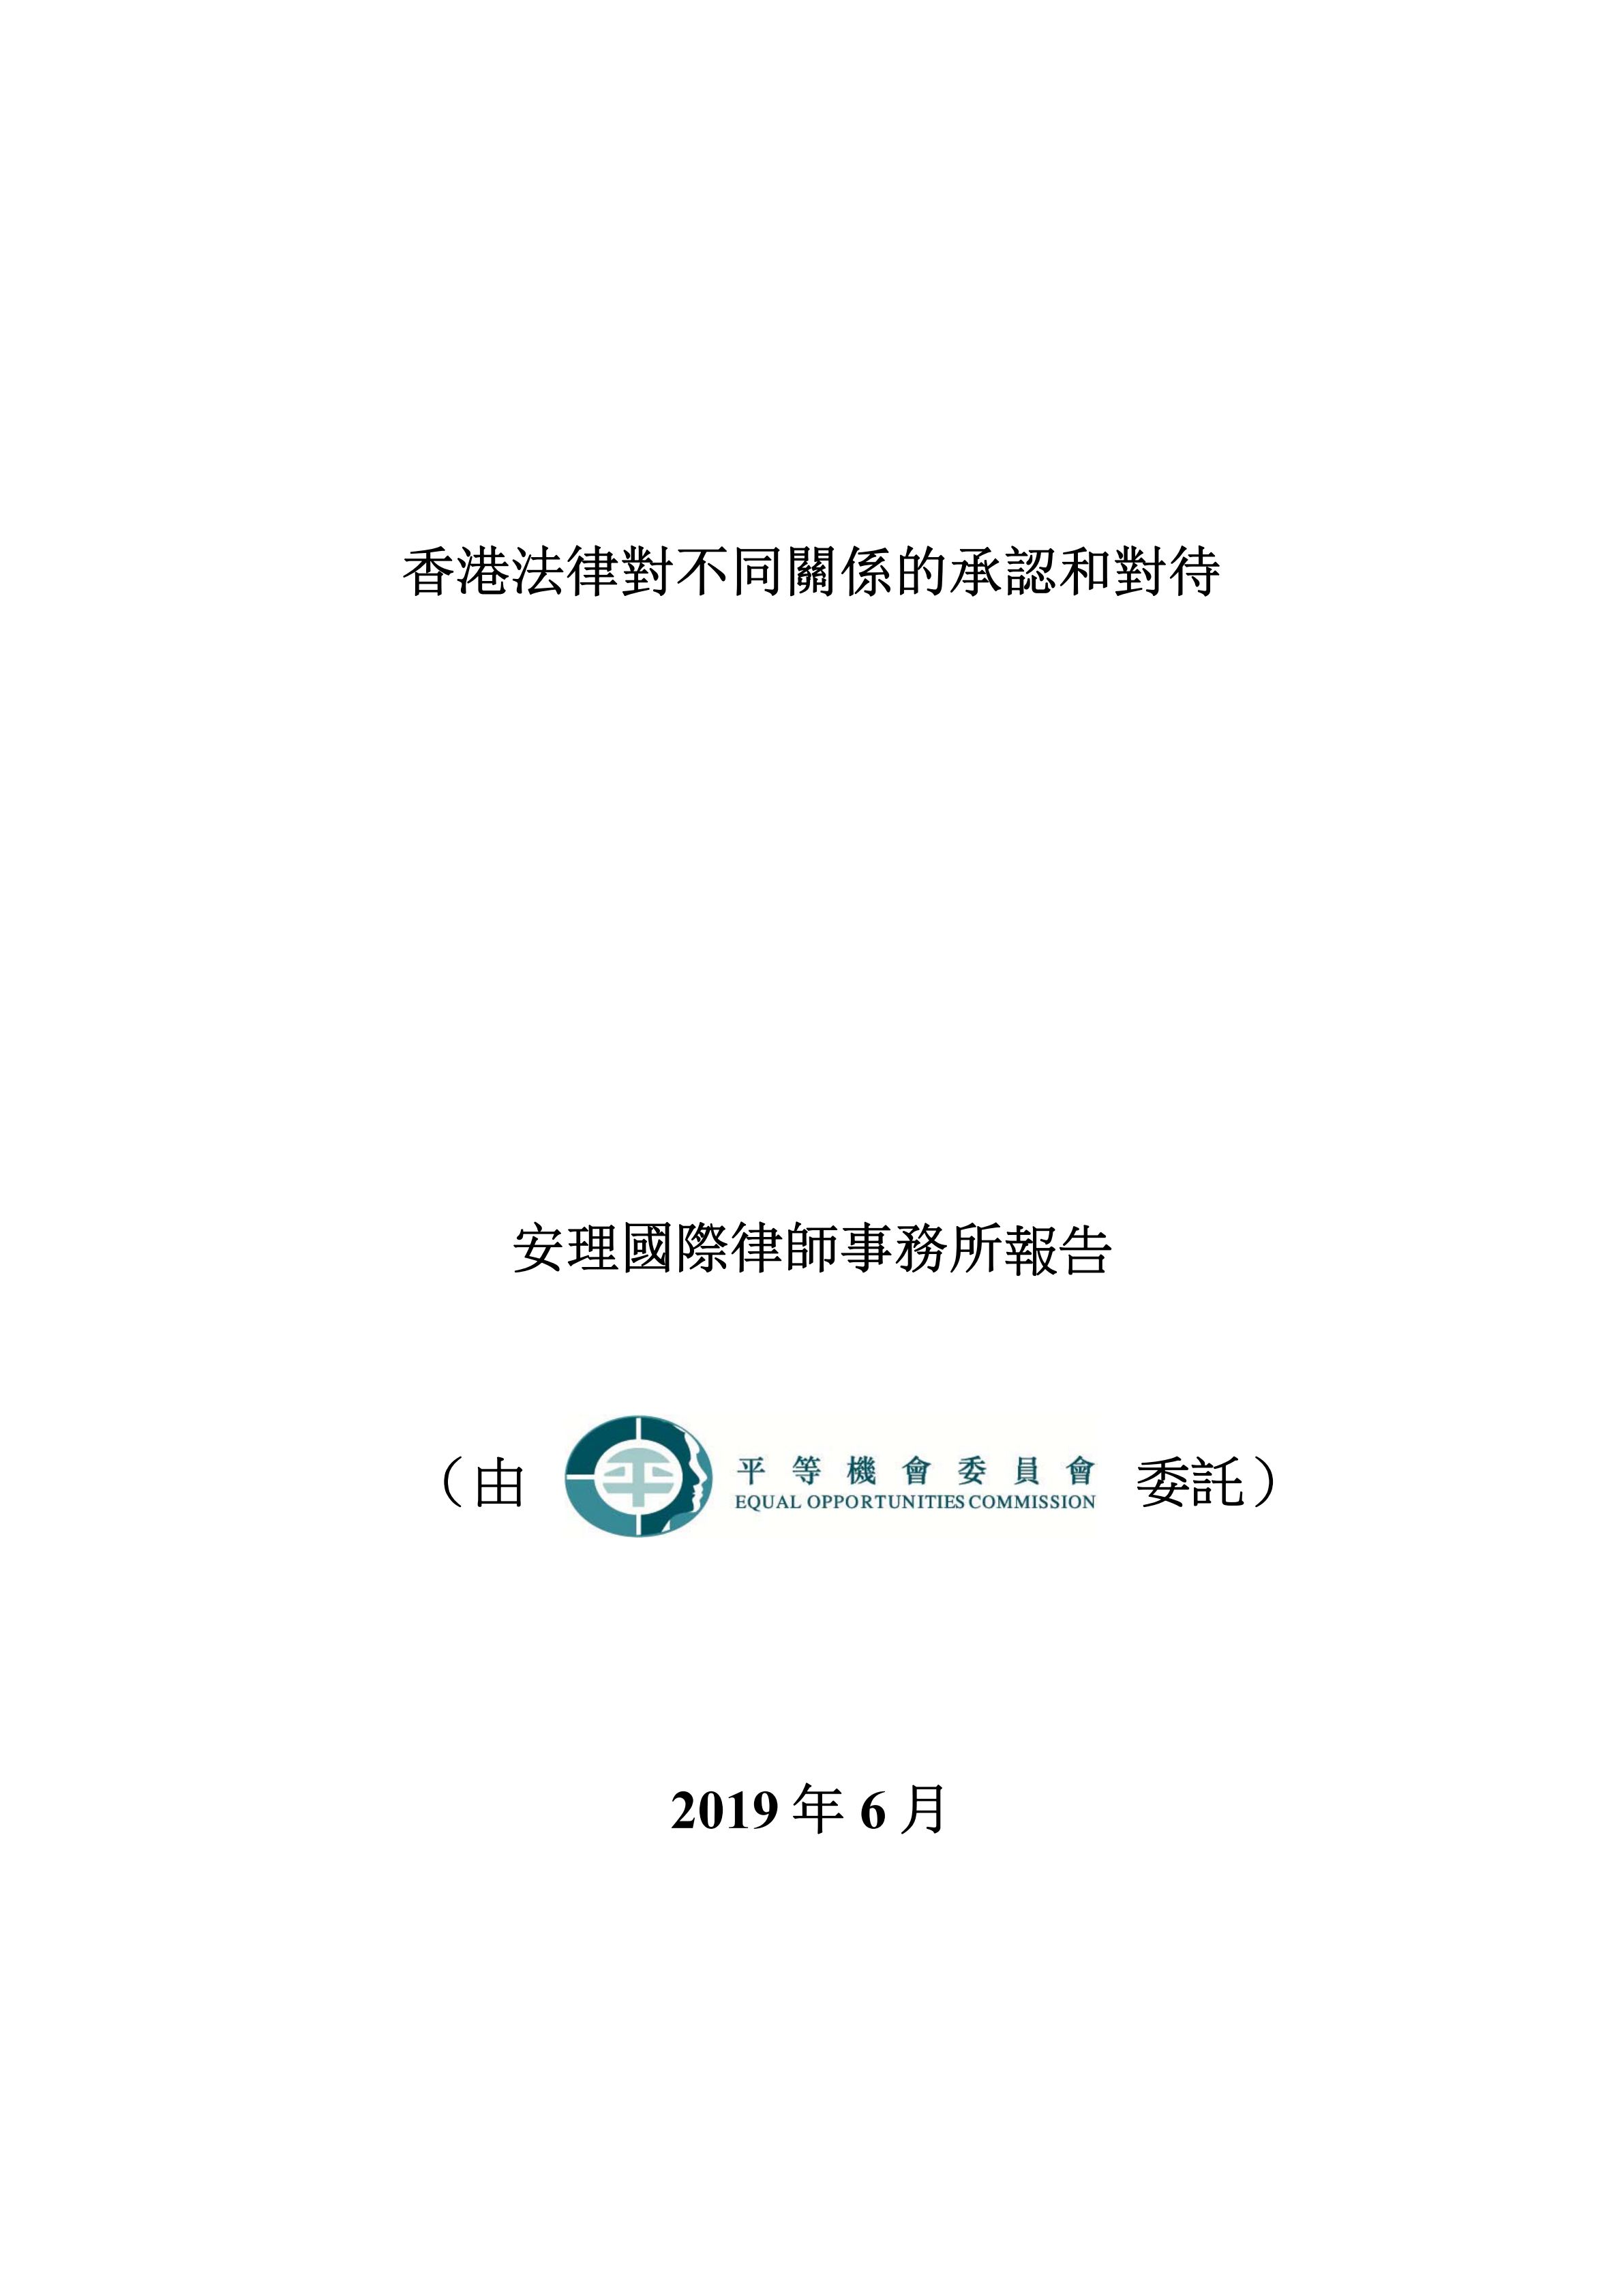 香港法律對不同關係的承認和對待
安理國際律師事務所報告
（由 平等機會委員會 委託）
EQUAL OPPORTUNITIES COMMISSION
2019 年 6 月